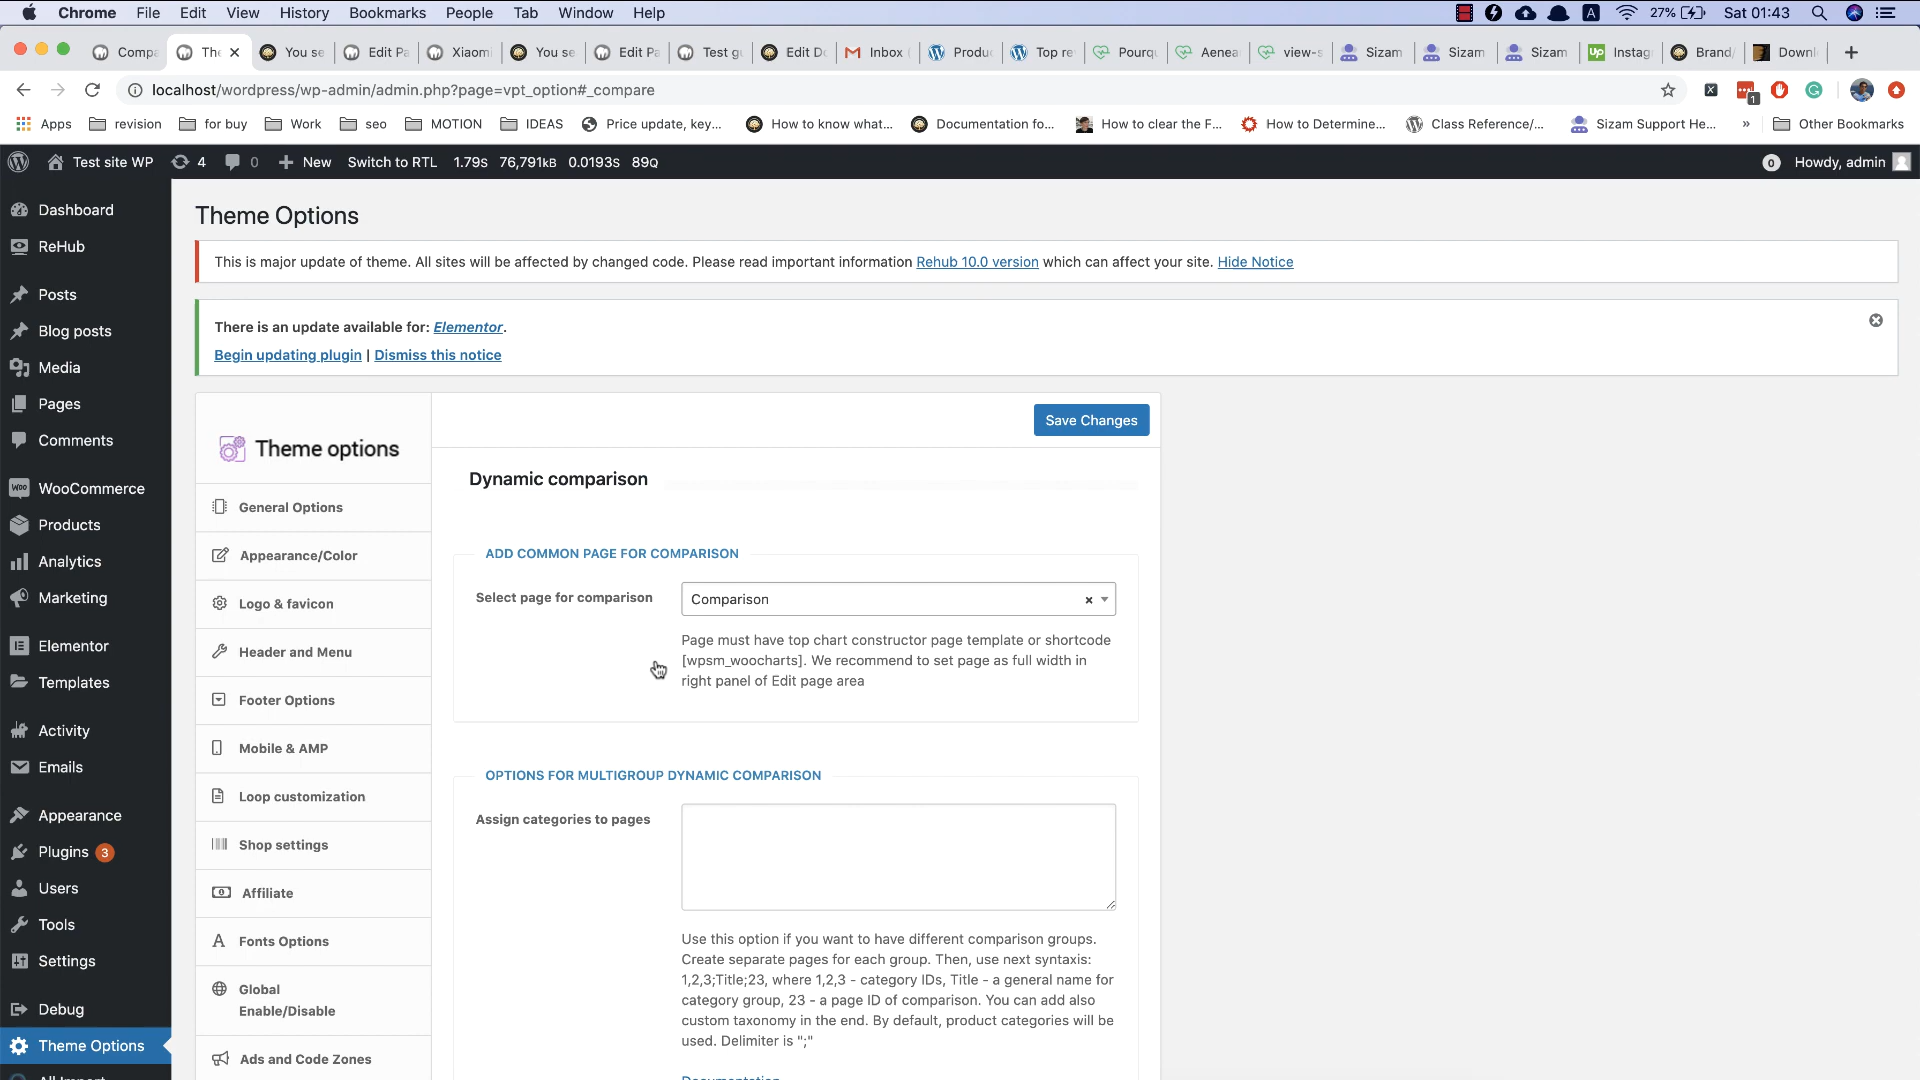 Chrome File Edit View History Bookmarks People Tab Window Help
27% Sat 01:43
Compa The You se Edit Pa Xiaomi You se Edit Pa Test gu Edit Do Inbox Produc Top re Pourqu Aenea view-s Sizam Sizam Sizam Instag Brand/ Downl
localhost/wordpress/wp-admin/admin.php?page=vpt_option#_compare
Apps revision for buy Work seo MOTION IDEAS Price update, key... How to know what... Documentation fo... How to clear the F... How to Determine... Class Reference/... Sizam Support He... » Other Bookmarks
Test site WP 4 0 New Switch to RTL 1.79S 76,791KB 0.0193S 89Q 0 Howdy, admin
Dashboard
ReHub
Posts
Blog posts
Media
Pages
Comments
WooCommerce
Products
Analytics
Marketing
Elementor
Templates
Activity
Emails
Appearance
Plugins 3
Users
Tools
Settings
Debug
Theme Options
All Import
Theme Options
This is major update of theme. All sites will be affected by changed code. Please read important information Rehub 10.0 version which can affect your site. Hide Notice
There is an update available for: Elementor.
Begin updating plugin | Dismiss this notice
Theme options
General Options
Appearance/Color
Logo & favicon
Header and Menu
Footer Options
Mobile & AMP
Loop customization
Shop settings
Affiliate
Fonts Options
Global
Enable/Disable
Ads and Code Zones
Save Changes
Dynamic comparison
ADD COMMON PAGE FOR COMPARISON
Select page for comparison
Comparison
Page must have top chart constructor page template or shortcode
[wpsm_woocharts]. We recommend to set page as full width in
right panel of Edit page area
OPTIONS FOR MULTIGROUP DYNAMIC COMPARISON
Assign categories to pages
Use this option if you want to have different comparison groups.
Create separate pages for each group. Then, use next syntaxis:
1,2,3;Title;23, where 1,2,3 - category IDs, Title - a general name for
category group, 23 - a page ID of comparison. You can add also
custom taxonomy in the end. By default, product categories will be
used. Delimiter is ";"
Documentation